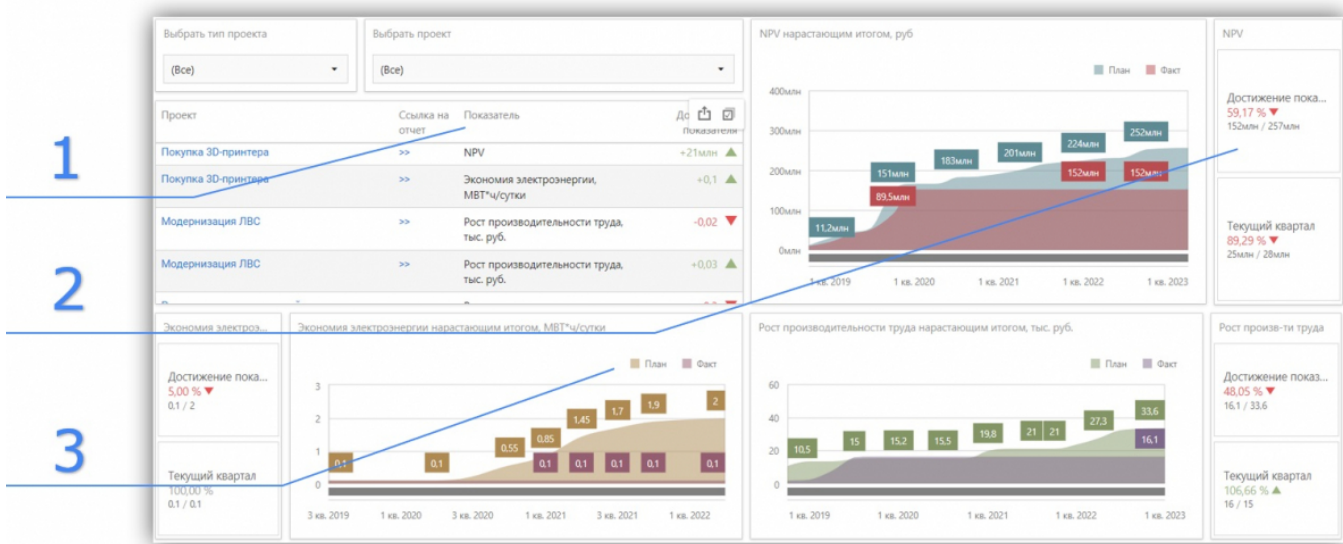 Выбрать тип проекта
(Все)
Выбрать проект
(Все)
1
2
3
Проект
Ссылка на
отчет
Показатель
показателя
Покупка 3D-принтера >> NPV +21млн
Покупка 3D-принтера >> Экономия электроэнергии, +0,1
МВТ*ч/сутки
Модернизация ЛВС >> Рост производительности труда, -0,02
тыс. руб.
Модернизация ЛВС >> Рост производительности труда, +0,03
тыс. руб.
NPV нарастающим итогом, руб
План Факт
400млн
300млн
200млн
100млн
0млн
11,2млн
151млн
183млн
201млн
224млн
252млн
89,5млн
152млн
152млн
1 кв. 2019 1 кв. 2020 1 кв. 2021 1 кв. 2022 1 кв. 2023
NPV
Достижение пока...
59,17 %
152млн / 257млн
Текущий квартал
89,29 %
25млн / 28млн
Экономия электроэ...
Достижение пока...
5,00 %
0.1 / 2
Текущий квартал
100,00 %
0.1 / 0.1
Экономия электроэнергии нарастающим итогом, МВТ*ч/сутки
План Факт
3
2
1
0
0,1
0,1
0,55
0,85
1,45
1,7
1,9
2
0,1
0,1
0,1
0,1
0,1
3 кв. 2019 1 кв. 2020 3 кв. 2020 1 кв. 2021 3 кв. 2021 1 кв. 2022
Рост производительности труда нарастающим итогом, тыс. руб.
План Факт
60
40
20
0
10,5
15
15,2
15,5
19,8
21
21
27,3
33,6
16,1
1 кв. 2019 1 кв. 2020 1 кв. 2021 1 кв. 2022 1 кв. 2023
Рост произв-ти труда
Достижение показ...
48,05 %
16,1 / 33.6
Текущий квартал
106,66 %
16 / 15